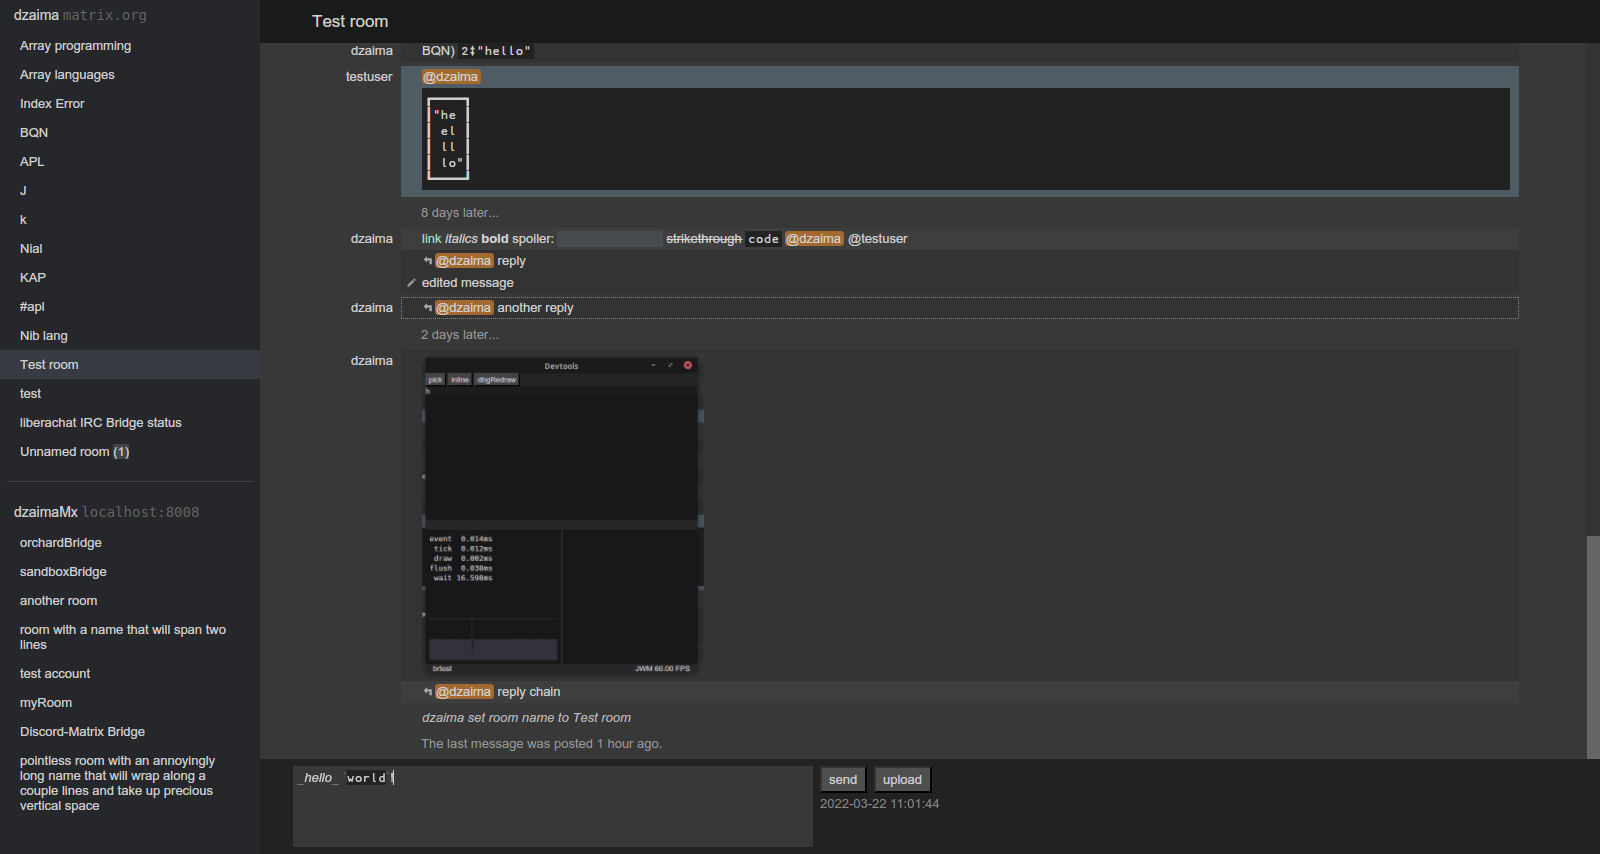 dzaima matrix.org
Array programming
Array languages
Index Error
BQN
APL
J
k
Nial
KAP
#apl
Nib lang
Test room
test
liberachat IRC Bridge status
Unnamed room (1)
dzaimaMx localhost:8008
orchardBridge
sandboxBridge
another room
room with a name that will span two
lines
test account
myRoom
Discord-Matrix Bridge
pointless room with an annoyingly
long name that will wrap along a
couple lines and take up precious
vertical space
Test room
dzaima BQN) 2⥊"hello"
testuser @dzaima
"he
el
ll
lo"
8 days later...
dzaima link italics bold spoiler: strikethrough code @dzaima @testuser
@dzaima reply
edited message
dzaima @dzaima another reply
2 days later...
dzaima
Devtools
pick inline dbgRedraw
h
event 0.014ms
tick 0.012ms
draw 0.002ms
flush 0.038ms
wait 16.598ms
brtest JWM 60.00 FPS
@dzaima reply chain
dzaima set room name to Test room
The last message was posted 1 hour ago.
_hello_ `world`!
send upload
2022-03-22 11:01:44